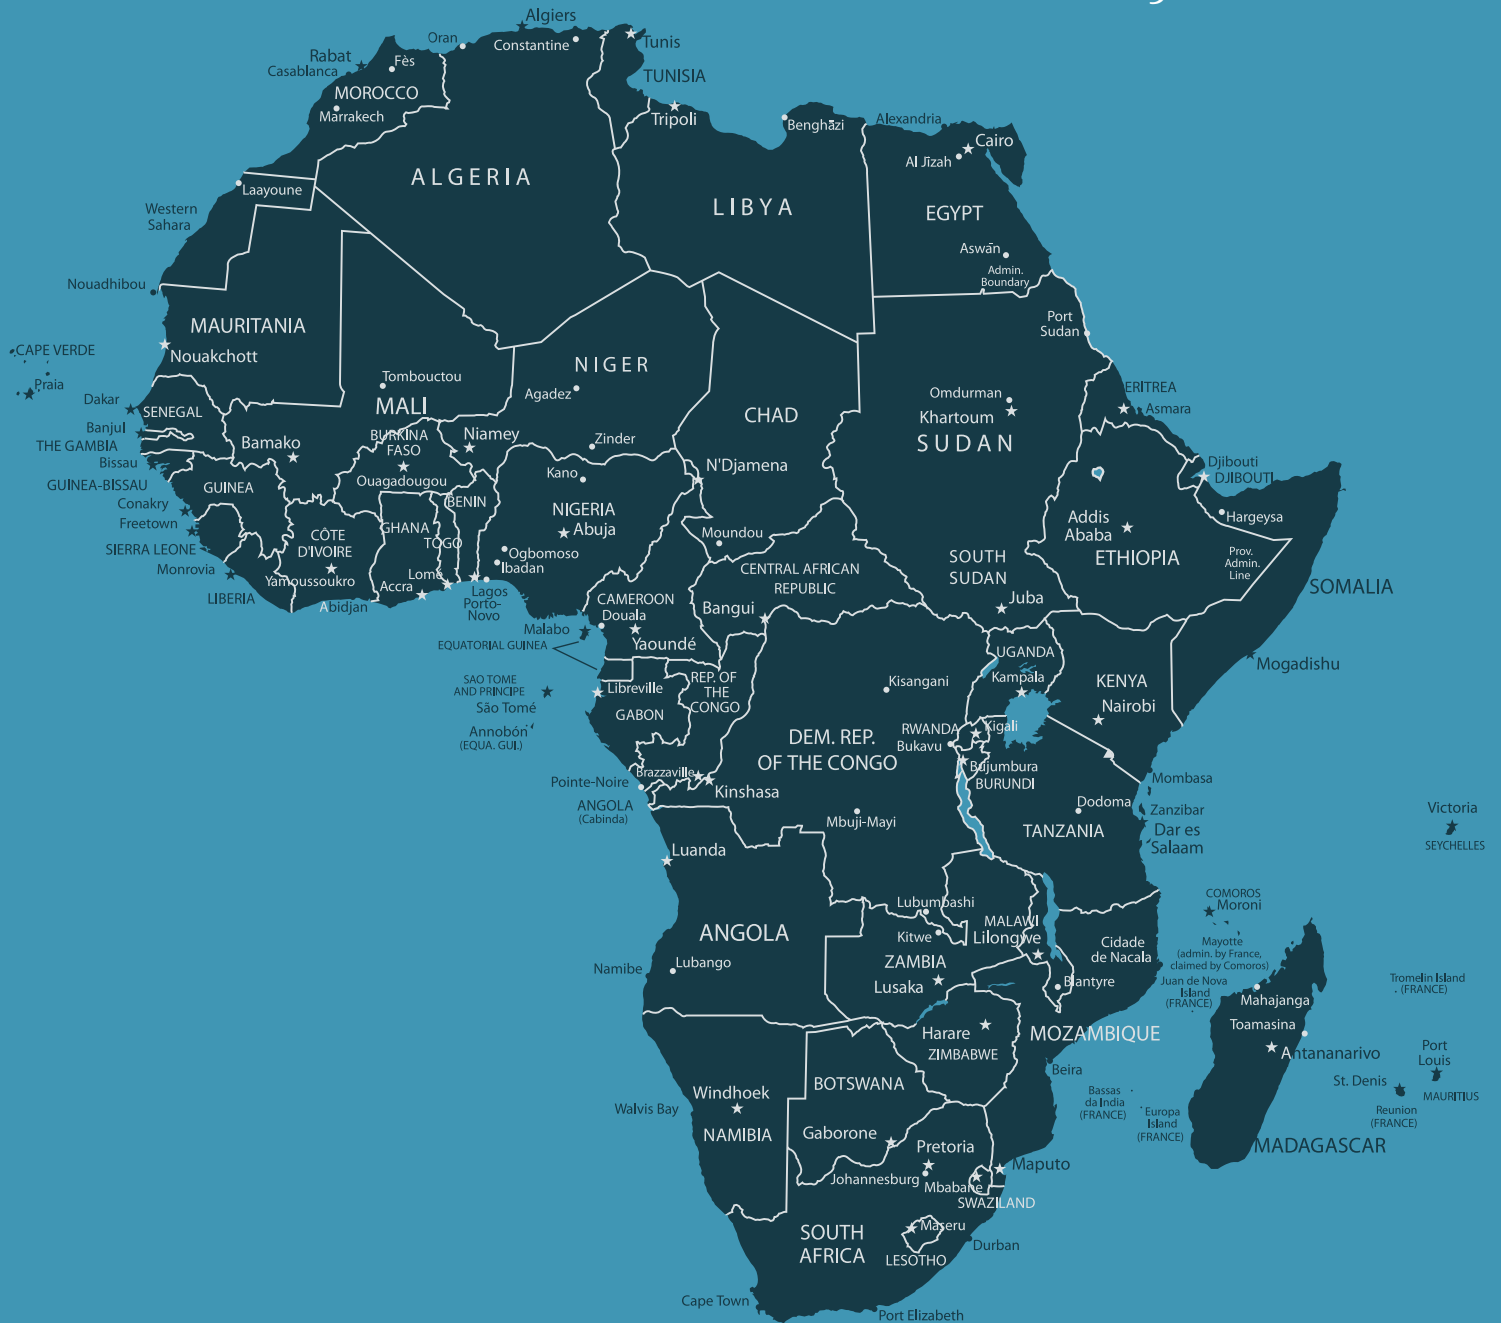 Algiers
Oran
Constantine
Tunis
Rabat
Casablanca
Fès
TUNISIA
MOROCCO
Marrakech
Tripoli
Benghāzi
Alexandria
Cairo
Al Jīzah
ALGERIA
LIBYA
EGYPT
Laayoune
Western
Sahara
Aswān
Admin.
Boundary
Nouadhibou
Port
Sudan
MAURITANIA
Nouakchott
CAPE VERDE
Praia
NIGER
Tombouctou
Agadez
MALI
CHAD
Omdurman
Khartoum
SUDAN
ERITREA
Asmara
Dakar
SENEGAL
Banjul
THE GAMBIA
Bissau
GUINEA-BISSAU
Bamako
BURKINA
FASO
Ouagadougou
Niamey
Zinder
Kano
N'Djamena
Djibouti
DJIBOUTI
GUINEA
Conakry
Freetown
SIERRA LEONE
Monrovia
LIBERIA
CÔTE
D'IVOIRE
Yamoussoukro
Abidjan
GHANA
TOGO
BENIN
Accra
Lomé
NIGERIA
Abuja
Ogbomoso
Ibadan
Lagos
Porto-
Novo
Moundou
CENTRAL AFRICAN
REPUBLIC
Bangui
SOUTH
SUDAN
Juba
Addis
Ababa
ETHIOPIA
Hargeysa
Prov.
Admin.
Line
SOMALIA
CAMEROON
Douala
Yaoundé
Malabo
EQUATORIAL GUINEA
SAO TOME
AND PRINCIPE
São Tomé
Annobón
(EQUA. GUI.)
Libreville
GABON
REP. OF
THE
CONGO
Kisangani
UGANDA
Kampala
KENYA
Nairobi
Mogadishu
DEM. REP.
OF THE CONGO
RWANDA
Kigali
Bukavu
Bujumbura
BURUNDI
Brazzaville
Kinshasa
Pointe-Noire
ANGOLA
(Cabinda)
Mbuji-Mayi
Dodoma
TANZANIA
Mombasa
Zanzibar
Dar es
Salaam
Victoria
SEYCHELLES
Luanda
ANGOLA
Lubango
Namibe
Lubumbashi
Kitwe
ZAMBIA
Lusaka
MALAWI
Lilongwe
Blantyre
Cidade
de Nacala
COMOROS
Moroni
Mayotte
(admin. by France,
claimed by Comoros)
Juan de Nova
Island
(FRANCE)
Tromelin Island
(FRANCE)
Mahajanga
Toamasina
Antananarivo
MADAGASCAR
Harare
ZIMBABWE
MOZAMBIQUE
Beira
Port
Louis
MAURITIUS
St. Denis
Reunion
(FRANCE)
Bassas
da India
(FRANCE)
Europa
Island
(FRANCE)
Windhoek
NAMIBIA
Walvis Bay
BOTSWANA
Gaborone
Pretoria
Johannesburg
Mbabane
SWAZILAND
Maputo
SOUTH
AFRICA
Maseru
LESOTHO
Durban
Cape Town
Port Elizabeth